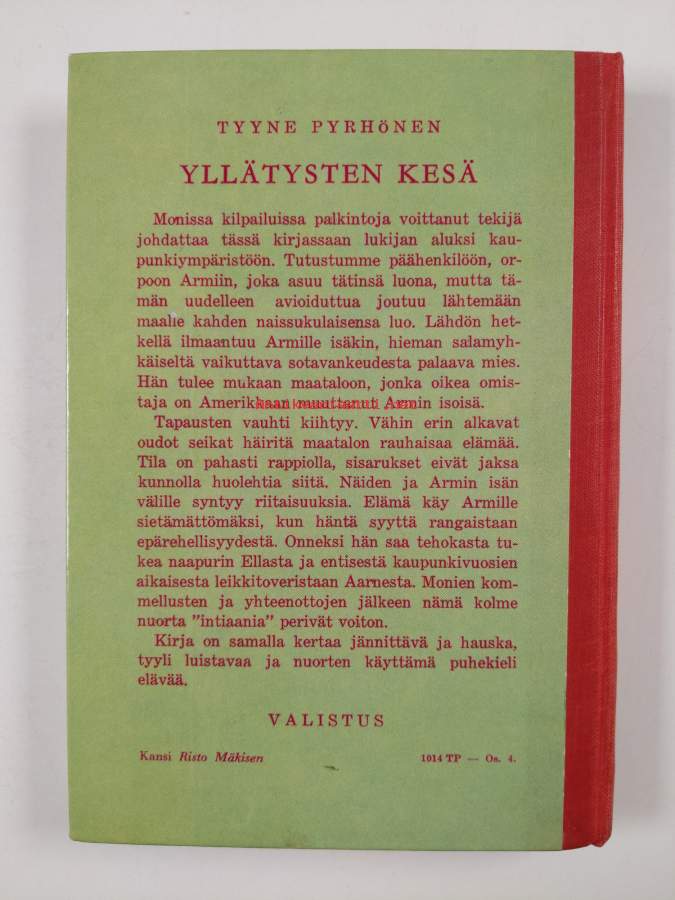 TYYNE PYRHÖNEN
YLLÄTYSTEN KESÄ
Monissa kilpailuissa palkintoja voittanut tekijä
johdattaa tässä kirjassaan lukijan aluksi kau-
punkiympäristöön. Tutustumme päähenkilöön, or-
poon Armiin, joka asuu tätinsä luona, mutta tä-
män uudelleen avioiduttua joutuu lähtemään
maalle kahden naissukulaisensa luo. Lähdön het-
kellä ilmaantuu Armille isäkin, hieman salamyh-
käiseltä vaikuttava sotavankeudesta palaava mies.
Hän tulee mukaan maataloon, jonka oikea omis-
taja on Amerikkaan muuttanut Armin isoisä.
Tapausten vauhti kiihtyy. Vähin erin alkavat
oudot seikat häiritä maatalon rauhaisaa elämää.
Tila on pahasti rappiolla, sisarukset eivät jaksa
kunnolla huolehtia siitä. Näiden ja Armin isän
välille syntyy riitaisuuksia. Elämä käy Armille
sietämättömäksi, kun häntä syyttä rangaistaan
epärehellisyydestä. Onneksi hän saa tehokasta tu-
kea naapurin Ellasta ja entisestä kaupunkivuosien
aikaisesta leikkitoveristaan Aarnesta. Monien kom-
mellusten ja yhteenottojen jälkeen nämä kolme
nuorta "intiaania" perivät voiton.
Kirja on samalla kertaa jännittävä ja hauska,
tyyli luistavaa ja nuorten käyttämä puhekieli
elävää.
VALISTUS
Kansi Risto Mäkisen 1014 TP — Os. 4.